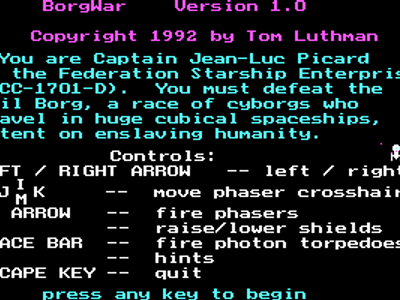 BorgWar Version 1.0
Copyright 1992 by Tom Luthman
You are Captain Jean-Luc Picard
the Federation Starship Enterpris
CC-1701-D). You must defeat the
il Borg, a race of cyborgs who
avel in huge cubical spaceships,
tent on enslaving humanity.
Controls:
FT / RIGHT ARROW -- left / right
I
J K -- move phaser crosshair
M
ARROW -- fire phasers
-- raise/lower shields
ACE BAR -- fire photon torpedoes
-- hints
CAPE KEY -- quit
press any key to begin